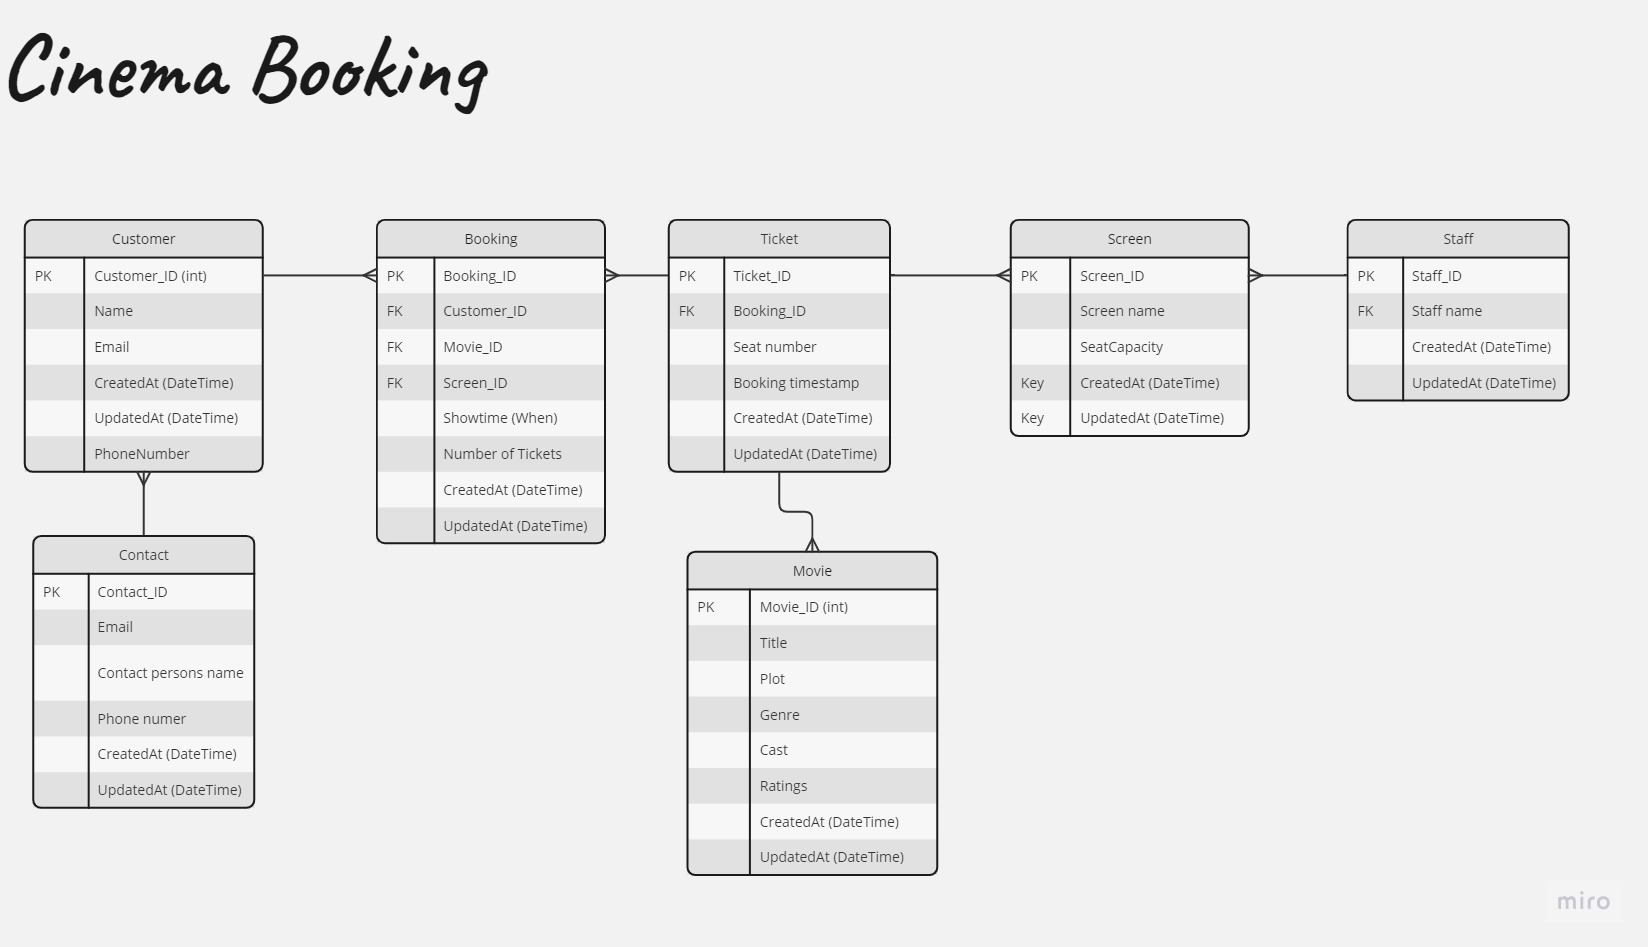 Cinema Booking
Customer
PK Customer_ID (int)
Name
Email
CreatedAt (DateTime)
UpdatedAt (DateTime)
PhoneNumber
Booking
PK Booking_ID
FK Customer_ID
FK Movie_ID
FK Screen_ID
Showtime (When)
Number of Tickets
CreatedAt (DateTime)
UpdatedAt (DateTime)
Ticket
PK Ticket_ID
FK Booking_ID
Seat number
Booking timestamp
CreatedAt (DateTime)
UpdatedAt (DateTime)
Screen
PK Screen_ID
Screen name
SeatCapacity
Key CreatedAt (DateTime)
Key UpdatedAt (DateTime)
Staff
PK Staff_ID
FK Staff name
CreatedAt (DateTime)
UpdatedAt (DateTime)
Contact
PK Contact_ID
Email
Contact persons name
Phone numer
CreatedAt (DateTime)
UpdatedAt (DateTime)
Movie
PK Movie_ID (int)
Title
Plot
Genre
Cast
Ratings
CreatedAt (DateTime)
UpdatedAt (DateTime)
miro